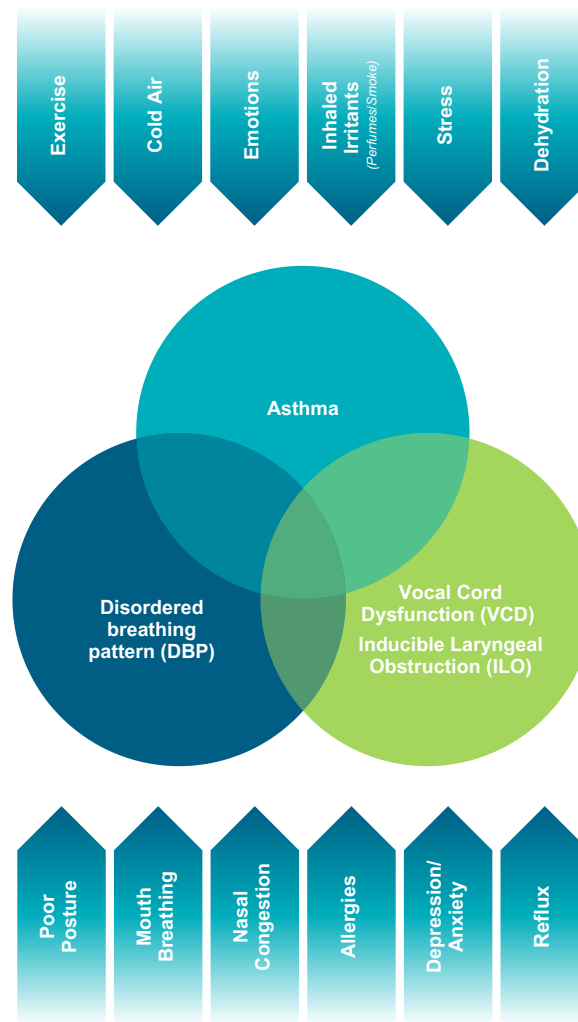 Exercise
Cold Air
Emotions
Inhaled
Irritants
(Perfumes/Smoke)
Stress
Dehydration
Asthma
Disordered
breathing
pattern (DBP)
Vocal Cord
Dysfunction (VCD)
Inducible Laryngeal
Obstruction (ILO)
Poor
Posture
Mouth
Breathing
Nasal
Congestion
Allergies
Depression/
Anxiety
Reflux